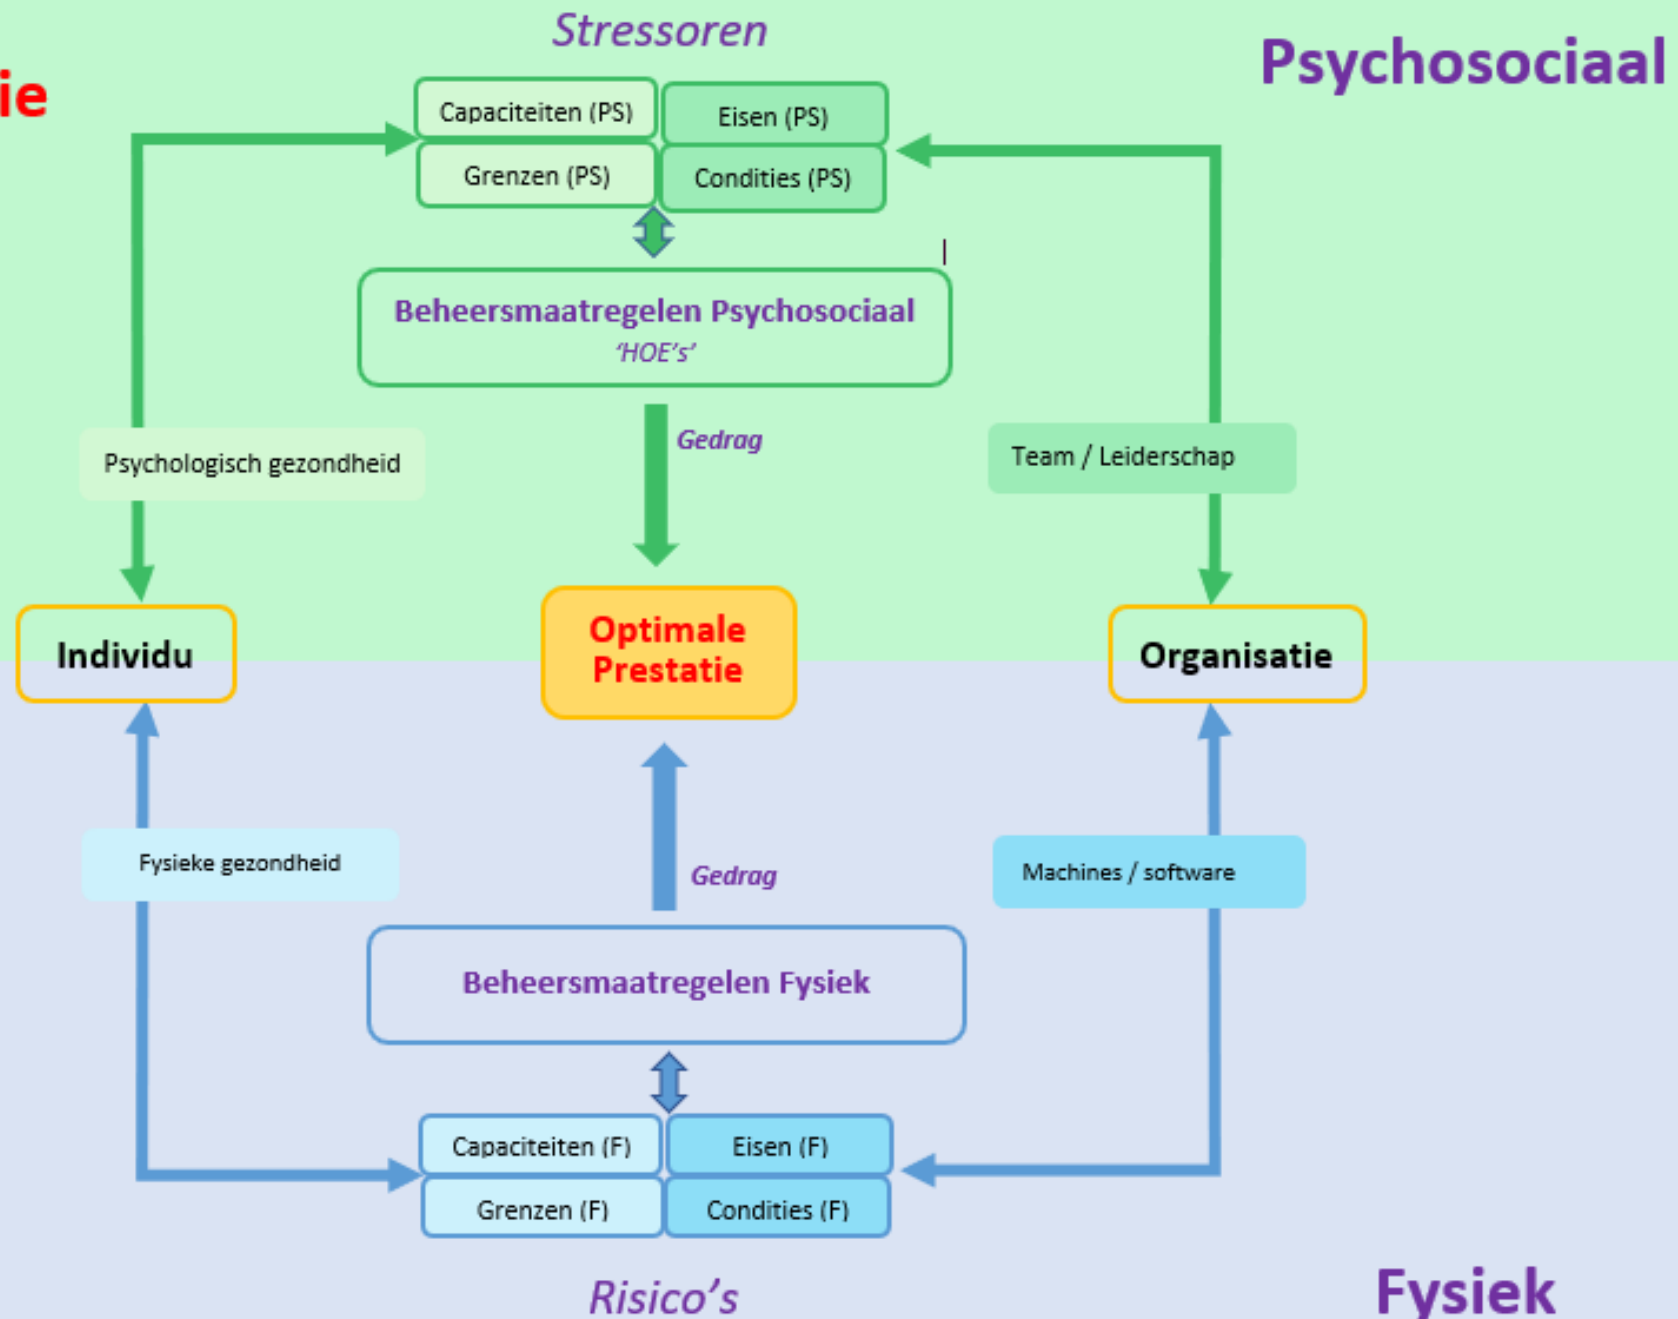 Stressoren
Psychosociaal
ie
Capaciteiten (PS)
Eisen (PS)
Grenzen (PS)
Condities (PS)
Beheersmaatregelen Psychosociaal
‘HOE’s’
Gedrag
Psychologisch gezondheid
Team / Leiderschap
Individu
Optimale
Prestatie
Organisatie
Fysieke gezondheid
Gedrag
Machines / software
Beheersmaatregelen Fysiek
Capaciteiten (F)
Eisen (F)
Grenzen (F)
Condities (F)
Risico’s
Fysiek